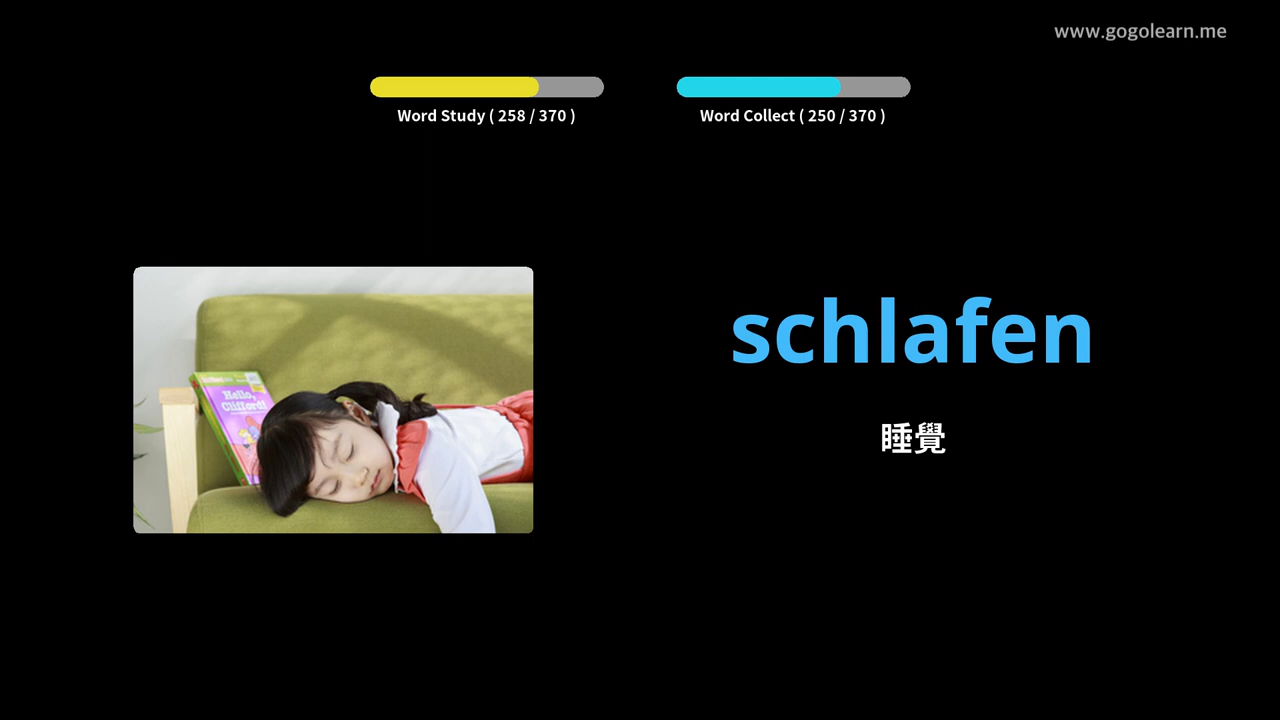 www.gogolearn.me
Word Study ( 258 / 370 )
Word Collect ( 250 / 370 )
Hello,
Clifford!
schlafen
睡覺